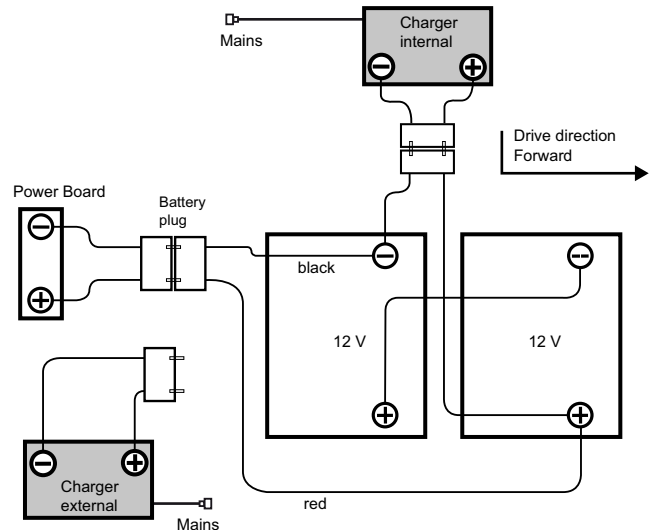 Charger
internal
Mains
Drive direction
Forward
Power Board
Battery
plug
black
12 V
12 V
Charger
external
red
Mains